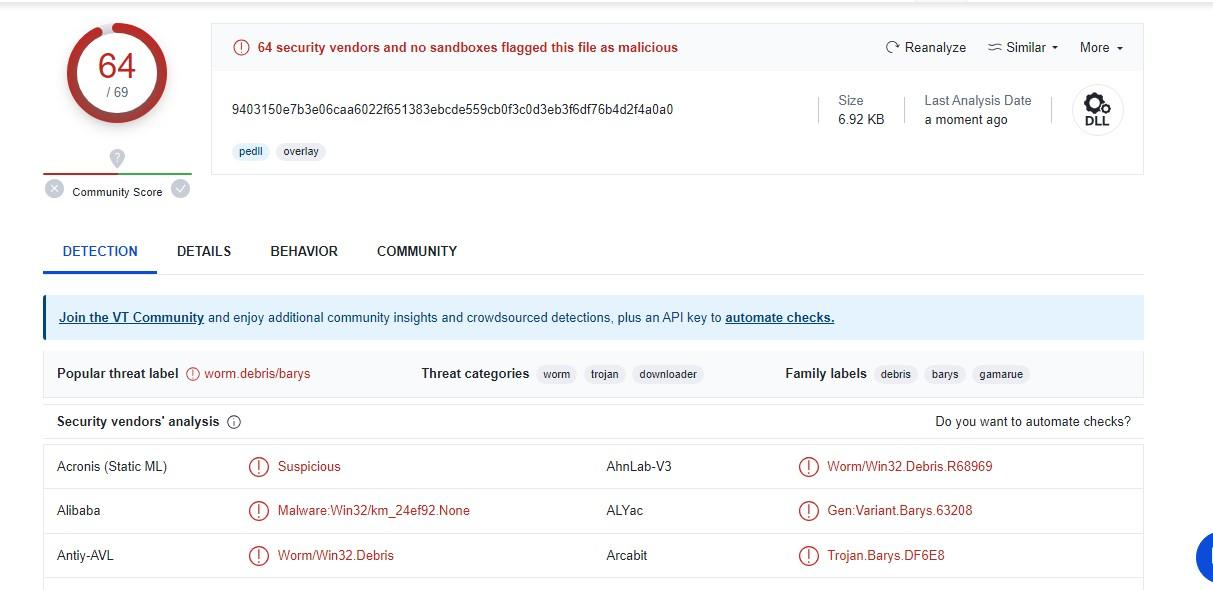 64
/ 69
Community Score
64 security vendors and no sandboxes flagged this file as malicious
Reanalyze
Similar
More
9403150e7b3e06caa6022f651383ebcde559cb0f3c0d3eb3f6df76b4d2f4a0a0
Size
6.92 KB
Last Analysis Date
a moment ago
DLL
pedll
overlay
DETECTION
DETAILS
BEHAVIOR
COMMUNITY
Join the VT Community and enjoy additional community insights and crowdsourced detections, plus an API key to automate checks.
Popular threat label
worm.debris/barys
Threat categories
worm
trojan
downloader
Family labels
debris
barys
gamarue
Security vendors' analysis
Do you want to automate checks?
Acronis (Static ML)
Suspicious
AhnLab-V3
Worm/Win32.Debris.R68969
Alibaba
Malware:Win32/km_24ef92.None
ALYac
Gen:Variant.Barys.63208
Antiy-AVL
Worm/Win32.Debris
Arcabit
Trojan.Barys.DF6E8